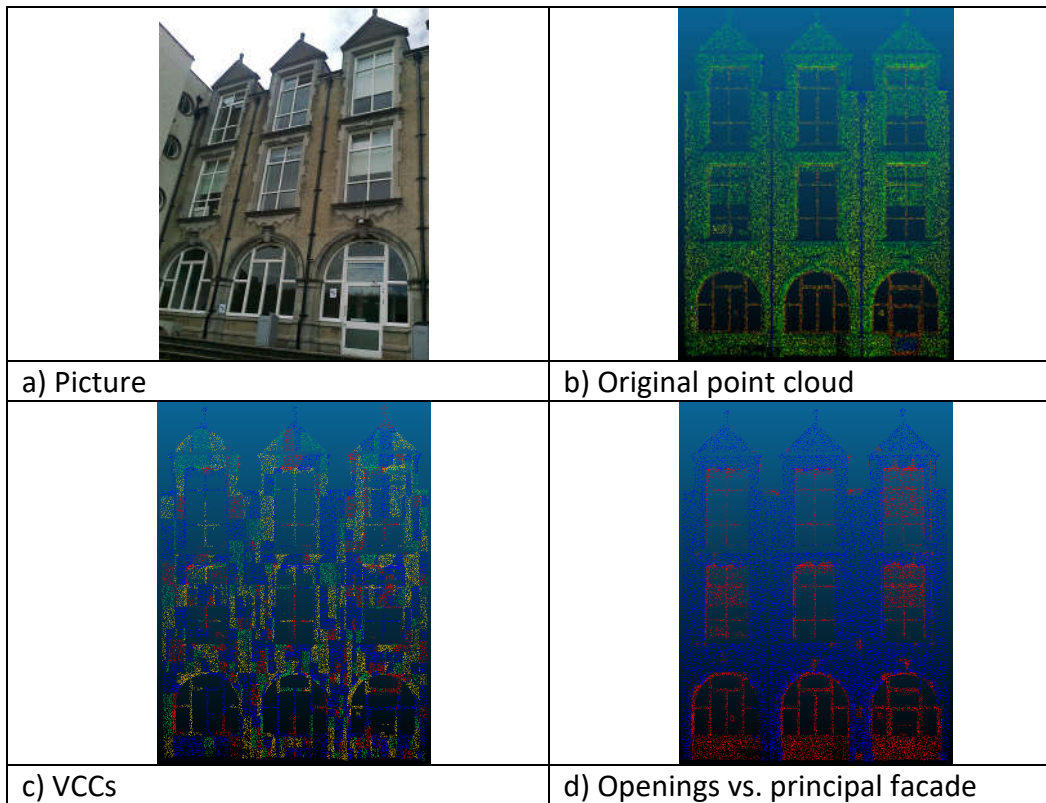 a) Picture
b) Original point cloud
c) VCCs
d) Openings vs. principal facade